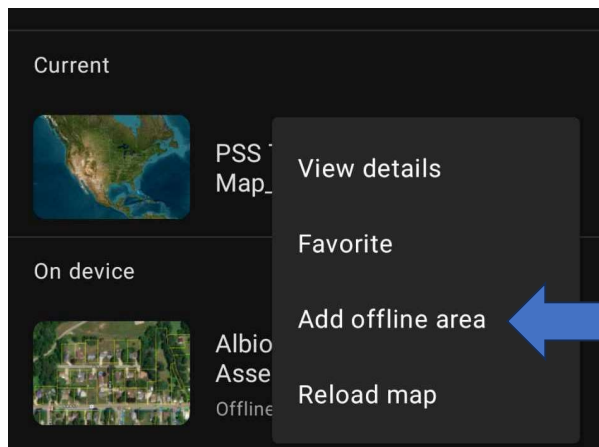 Current
PSS
Map_
View details
Favorite
On device
Add offline area
Albio
Asse
Offline
Reload map